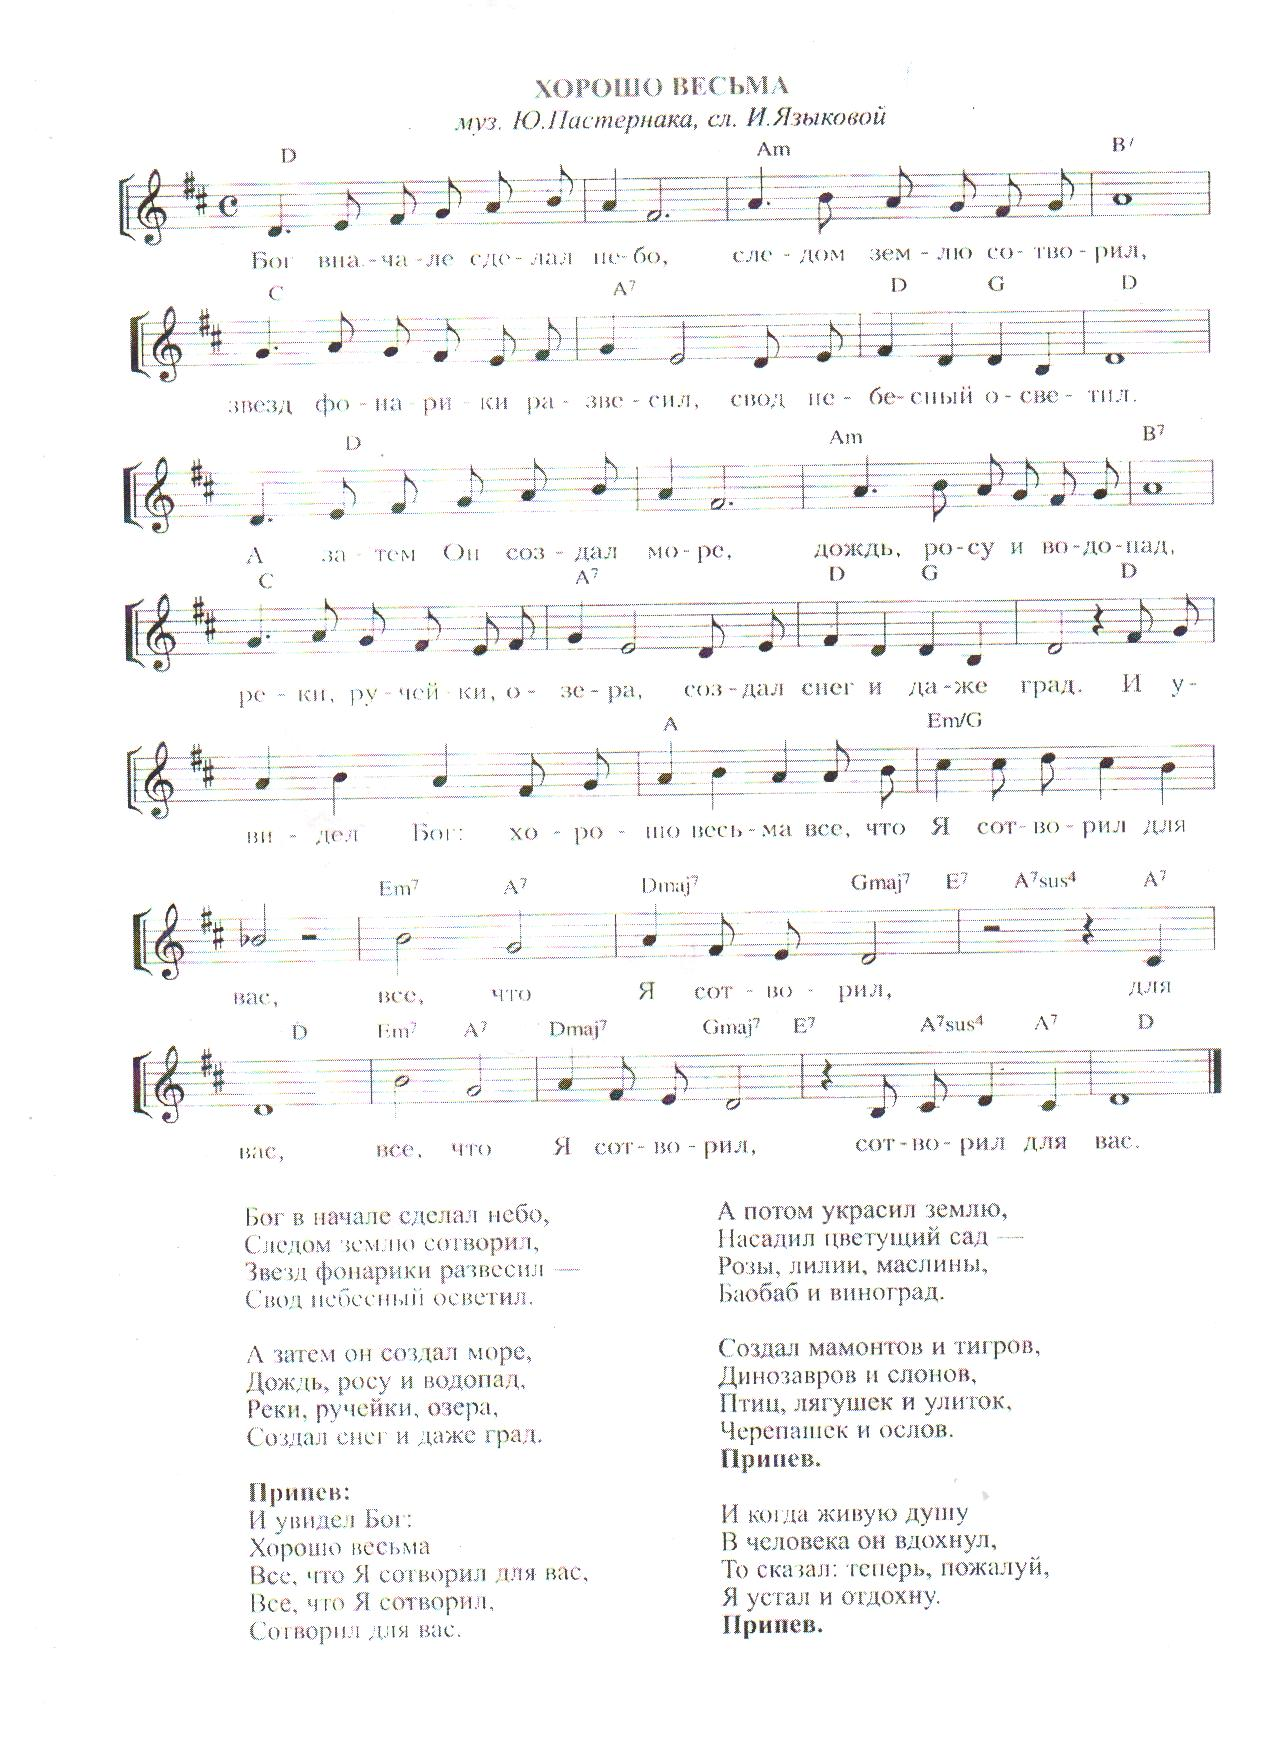 ХОРОШО ВЕСЬМА
муз. Ю.Пастернака, сл. И.Языковой
D Am B7
Бог вна-ча-ле сде-лал не-бо, сле-дом зем-лю со-тво-рил,
C A7 D G D
звезд фо-на-ри-ки ра-зве-сил, свод не-бе-сный о-све-тил.
D Am B7
А за-тем Он соз-дал мо-ре, дождь, ро-су и во-до-пад,
C A7 D G D
ре-ки, ру-чей-ки, о-зе-ра, соз-дал снег и да-же град. И у-
A Em/G
ви-дел Бог: хо-ро-шо весь-ма все, что Я сот-во-рил для
Em7 A7 Dmaj7 Gmaj7 E7 A7sus4 A7
вас, все, что Я сот-во-рил, для
D Em7 A7 Dmaj7 Gmaj7 E7 A7sus4 A7 D
вас, все, что Я сот-во-рил, сот-во-рил для вас.
Бог в начале сделал небо,
Следом землю сотворил,
Звезд фонарики развесил —
Свод небесный осветил.
А затем он создал море,
Дождь, росу и водопад,
Реки, ручейки, озера,
Создал снег и даже град.
Припев:
И увидел Бог:
Хорошо весьма
Все, что Я сотворил для вас,
Все, что Я сотворил,
Сотворил для вас.
А потом украсил землю,
Насадил цветущий сад —
Розы, лилии, маслины,
Баобаб и виноград.
Создал мамонтов и тигров,
Динозавров и слонов,
Птиц, лягушек и улиток,
Черепашек и ослов.
Припев.
И когда живую душу
В человека он вдохнул,
То сказал: теперь, пожалуй,
Я устал и отдохну.
Припев.